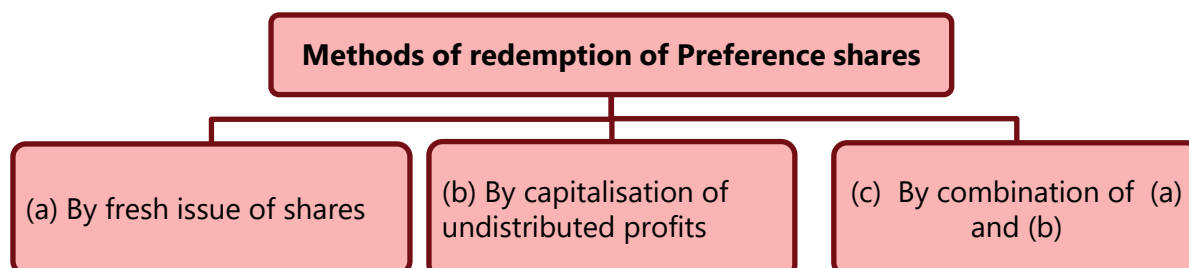 Methods of redemption of Preference shares
(a) By fresh issue of shares
(b) By capitalisation of
undistributed profits
(c) By combination of (a)
and (b)